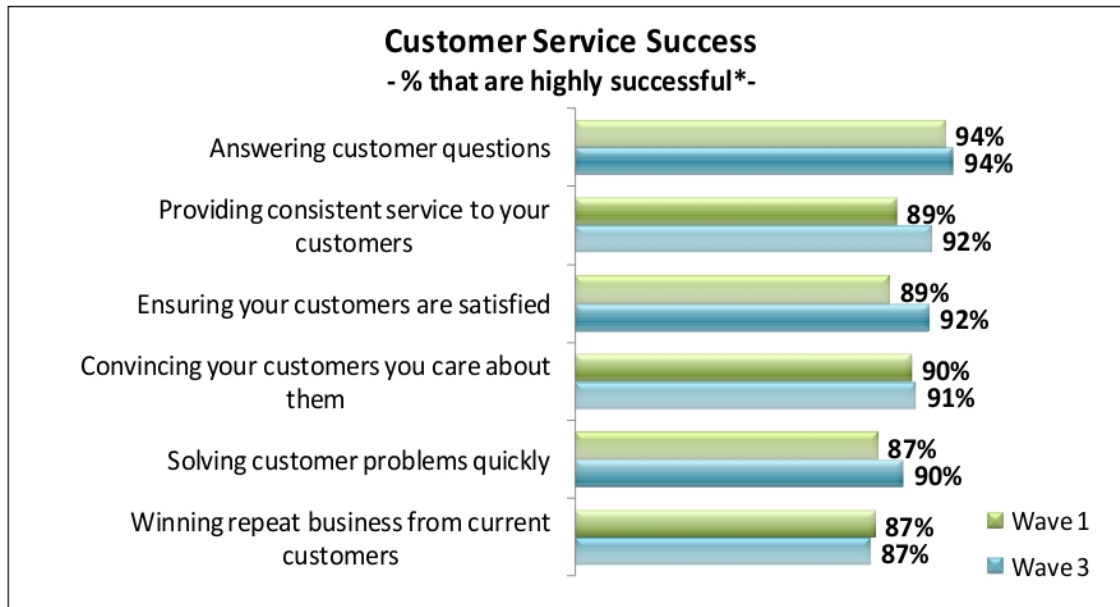 Customer Service Success
- % that are highly successful*-
Answering customer questions
94%
94%
Providing consistent service to your
customers
89%
92%
Ensuring your customers are satisfied
89%
92%
Convincing your customers you care about
them
90%
91%
Solving customer problems quickly
87%
90%
Winning repeat business from current
customers
87%
87%
Wave 1
Wave 3